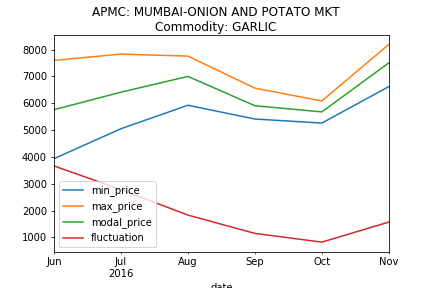 APMC: MUMBAI-ONION AND POTATO MKT
Commodity: GARLIC
8000
7000
6000
5000
4000
3000
2000
1000
min_price
max_price
modal_price
fluctuation
Jun
Jul
2016
Aug
Sep
Oct
Nov
date